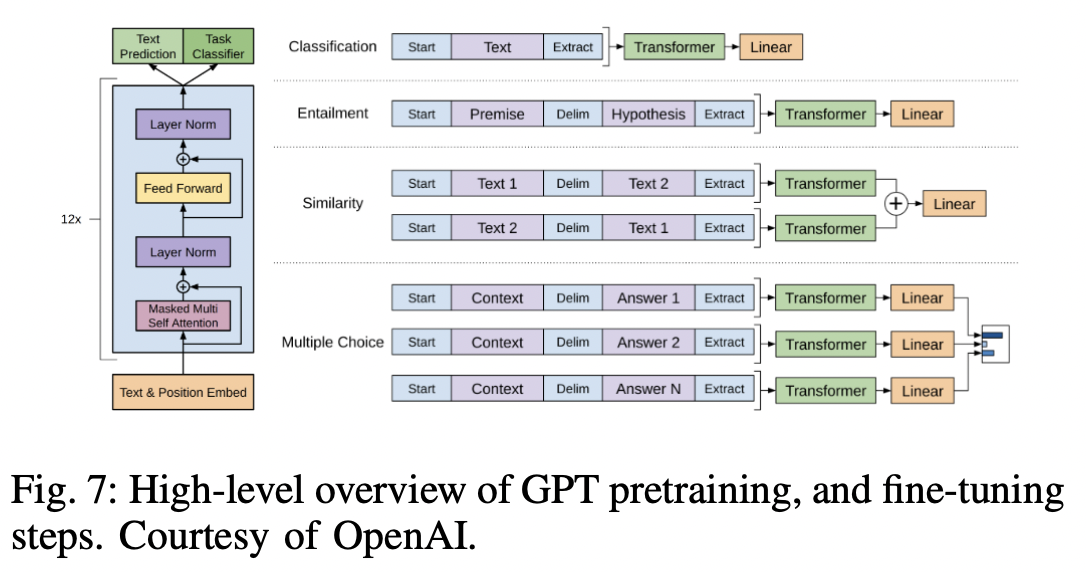 Text
Prediction
Task
Classifier
12x
Layer Norm
+
Feed Forward
Layer Norm
+
Masked Multi
Self Attention
Text & Position Embed
Classification
Start Text Extract Transformer Linear
Entailment
Start Premise Delim Hypothesis Extract Transformer Linear
Similarity
Start Text 1 Delim Text 2 Extract Transformer
+ Linear
Start Text 2 Delim Text 1 Extract Transformer
Multiple Choice
Start Context Delim Answer 1 Extract Transformer Linear
Start Context Delim Answer 2 Extract Transformer Linear
Start Context Delim Answer N Extract Transformer Linear
Fig. 7: High-level overview of GPT pretraining, and fine-tuning
steps. Courtesy of OpenAI.